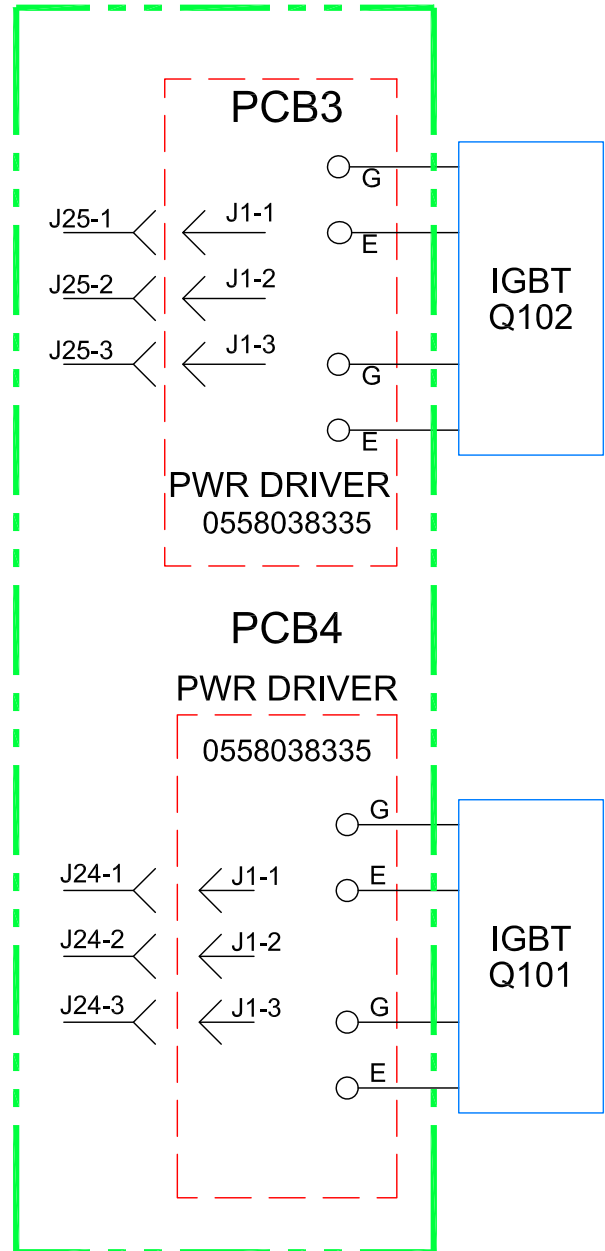 PCB3
G
J25-1
J1-1
E
J25-2
J1-2
IGBT
Q102
J25-3
J1-3
G
E
PWR DRIVER
0558038335
PCB4
PWR DRIVER
0558038335
G
J24-1
J1-1
E
J24-2
J1-2
IGBT
Q101
J24-3
J1-3
G
E